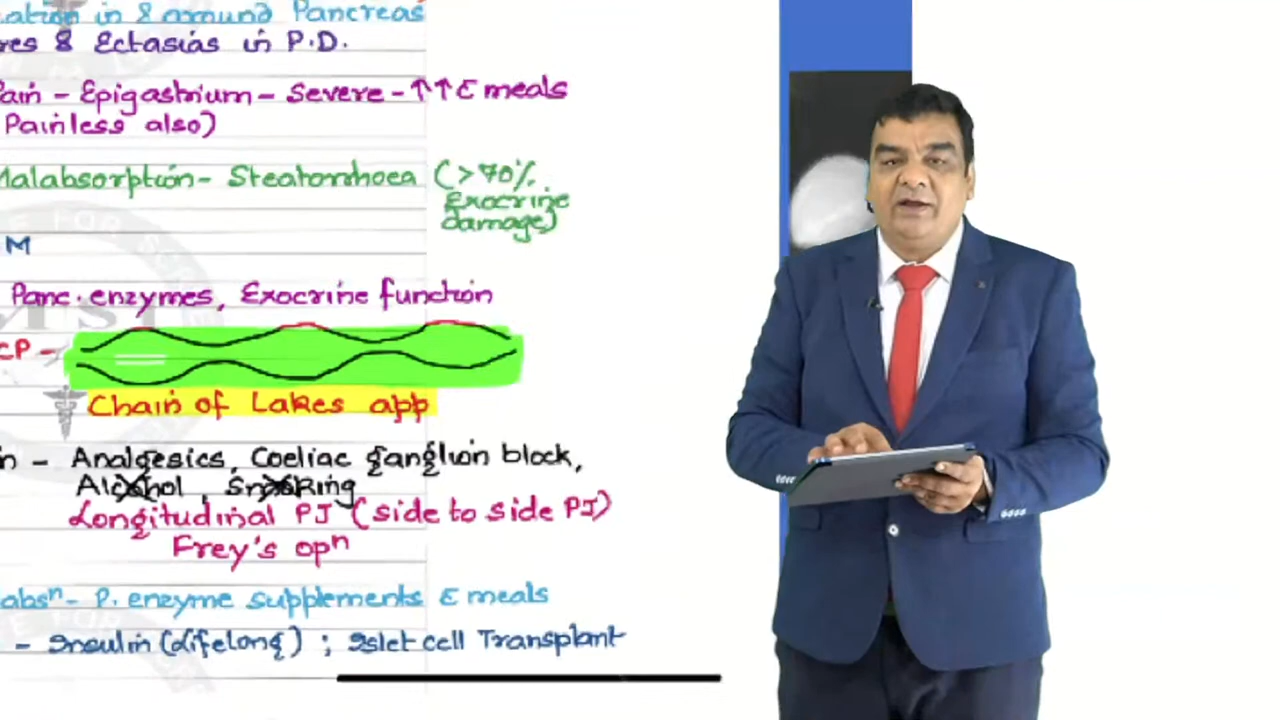 ation in & around Pancreas
res & Ectasias in P.D.
Pain - Epigastrium - Severe - ↑↑ c̄ meals
Painless also)
Malabsorption - Steatorrhoea (>90%
Exocrine
damage)
M
Panc. enzymes, Exocrine function
CP -
Chain of Lakes app
n - Analgesics, Coeliac ganglion block,
Alcohol, Smoking
Longitudinal PJ (side to side PJ)
Frey's opⁿ
absⁿ - P. enzyme supplements c̄ meals
- Insulin (lifelong) ; Islet cell Transplant